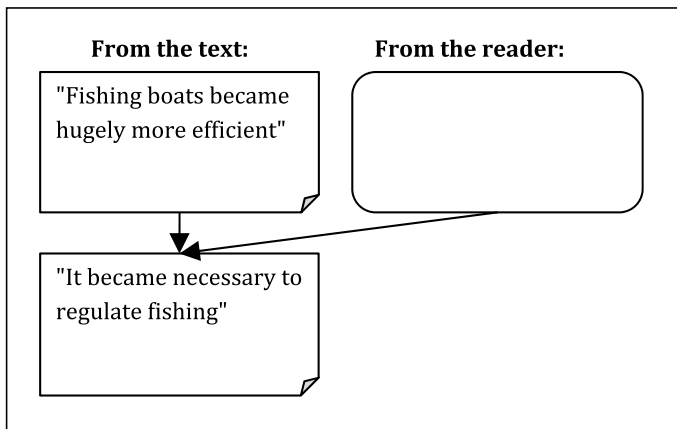 From the text:
From the reader:
"Fishing boats became
hugely more efficient"
"It became necessary to
regulate fishing"